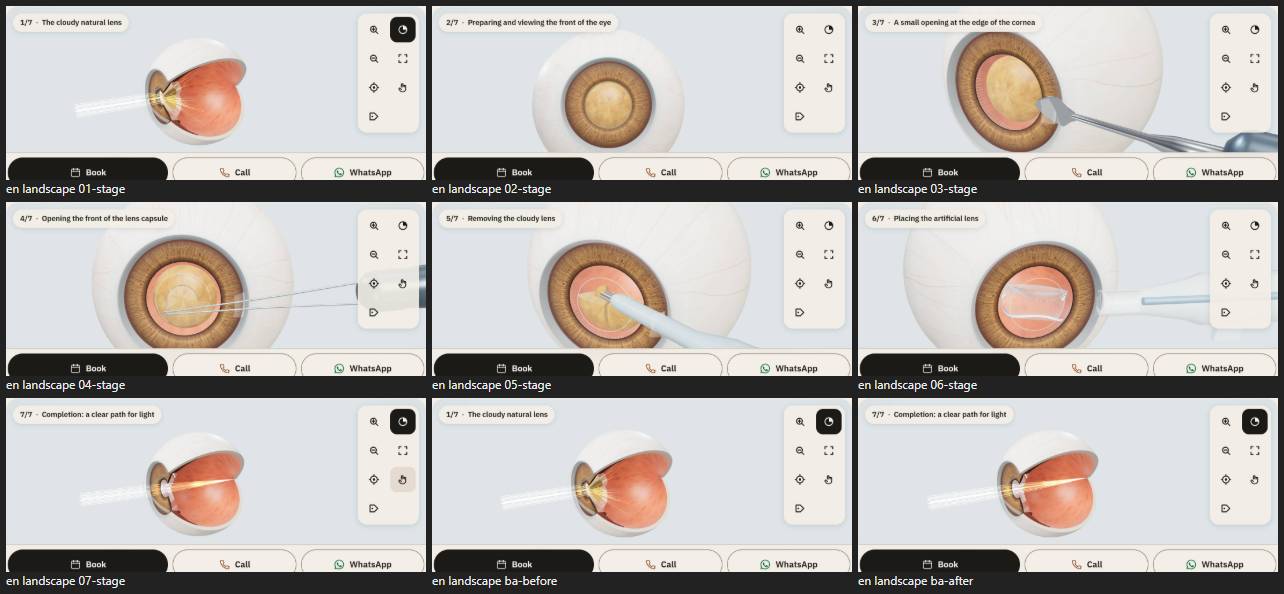 1/7 · The cloudy natural lens
Book
Call
WhatsApp
en landscape 01-stage
2/7 · Preparing and viewing the front of the eye
Book
Call
WhatsApp
en landscape 02-stage
3/7 · A small opening at the edge of the cornea
Book
Call
WhatsApp
en landscape 03-stage
4/7 · Opening the front of the lens capsule
Book
Call
WhatsApp
en landscape 04-stage
5/7 · Removing the cloudy lens
Book
Call
WhatsApp
en landscape 05-stage
6/7 · Placing the artificial lens
Book
Call
WhatsApp
en landscape 06-stage
7/7 · Completion: a clear path for light
Book
Call
WhatsApp
en landscape 07-stage
1/7 · The cloudy natural lens
Book
Call
WhatsApp
en landscape ba-before
7/7 · Completion: a clear path for light
Book
Call
WhatsApp
en landscape ba-after